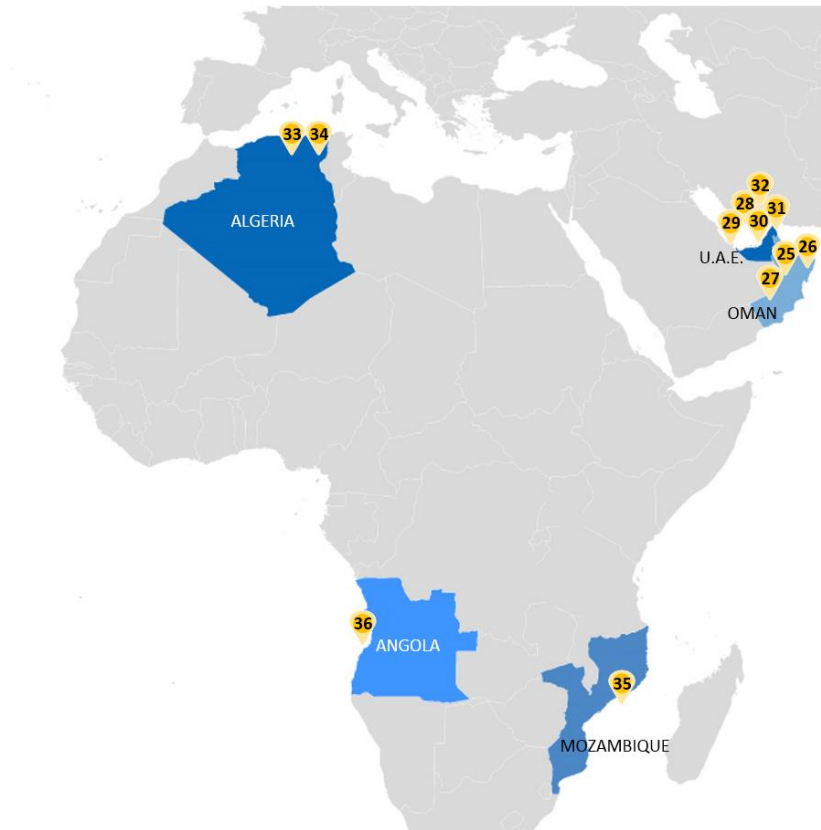 33 34
32
28 31
29 30
ALGERIA
U.A.E. 25 26
27
OMAN
36
ANGOLA
35
MOZAMBIQUE